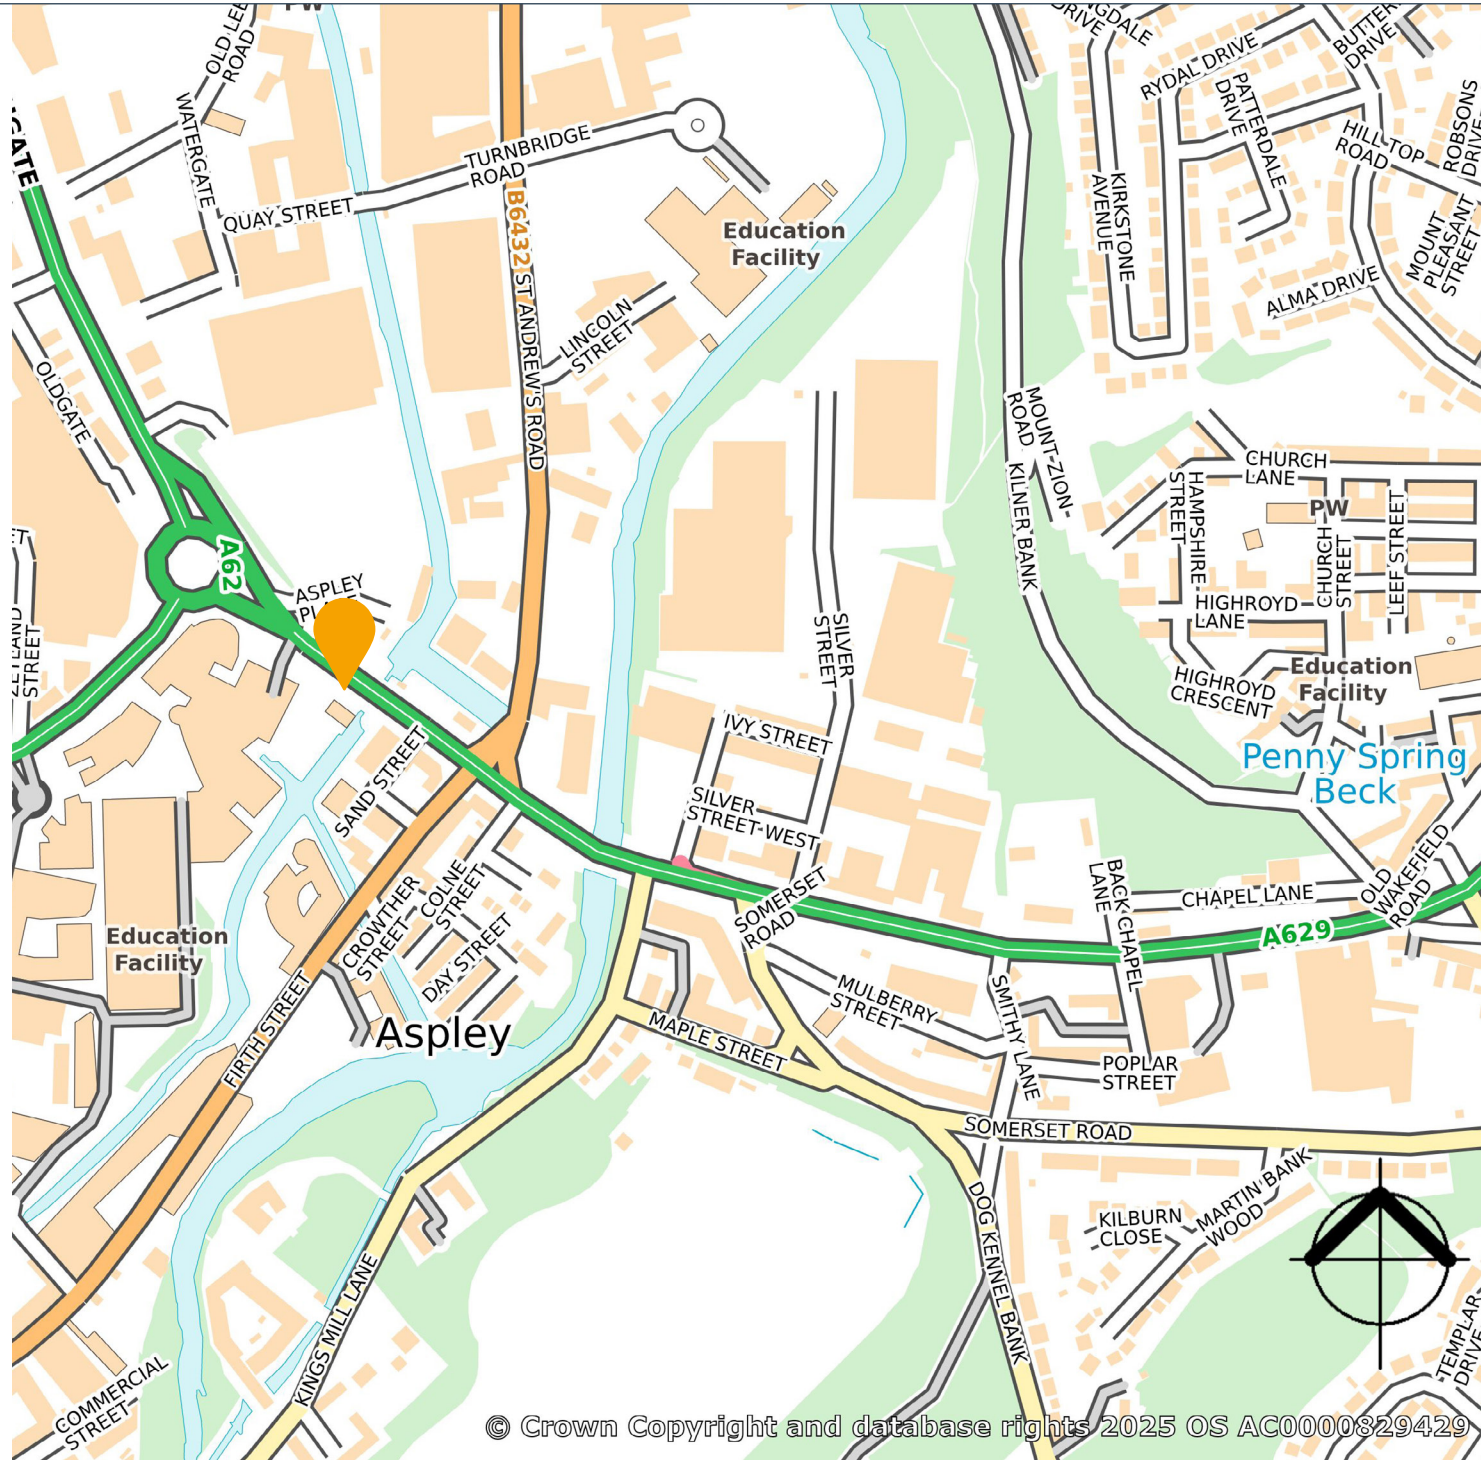 PW
OLD LEE
ROAD
WATERGATE
QUAY STREET
TURNBRIDGE
ROAD
B6432
ST ANDREW'S ROAD
Education
Facility
LINCOLN
STREET
OLDGATE
A62
ASPLEY
STREET
SAND STREET
DRIVE
RYDAL DRIVE
DRIVE
PATTERDALE
DRIVE
HILL TOP
ROAD
ROBSONS
KIRKSTONE
AVENUE
MOUNT
PLEASANT
STREET
ALMA DRIVE
MOUNT ZION
ROAD
KILNER BANK
CHURCH
LANE
HAMPSHIRE
STREET
PW
CHURCH
STREET
LEEF STREET
HIGHROYD
LANE
HIGHROYD
CRESCENT
Education
Facility
Penny Spring
Beck
SILVER
STREET
IVY STREET
SILVER
STREET WEST
SOMERSET
ROAD
BACK CHAPEL
LANE
CHAPEL LANE
OLD
WAKEFIELD
ROAD
A629
COLNE
STREET
CROWTHER
STREET
DAY STREET
Education
Facility
FIRTH STREET
Aspley
MAPLE STREET
MULBERRY
STREET
SMITHY LANE
POPLAR
STREET
SOMERSET ROAD
DOG KENNEL BANK
KILBURN
CLOSE
MARTIN BANK
WOOD
KINGS MILL LANE
COMMERCIAL
STREET
TEMPLAR
DRIVE
© Crown Copyright and database rights 2025 OS AC0000829429